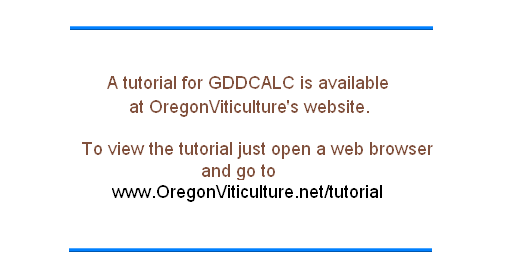 A tutorial for GDDCALC is available
at OregonViticulture's website.
To view the tutorial just open a web browser
and go to
www.OregonViticulture.net/tutorial